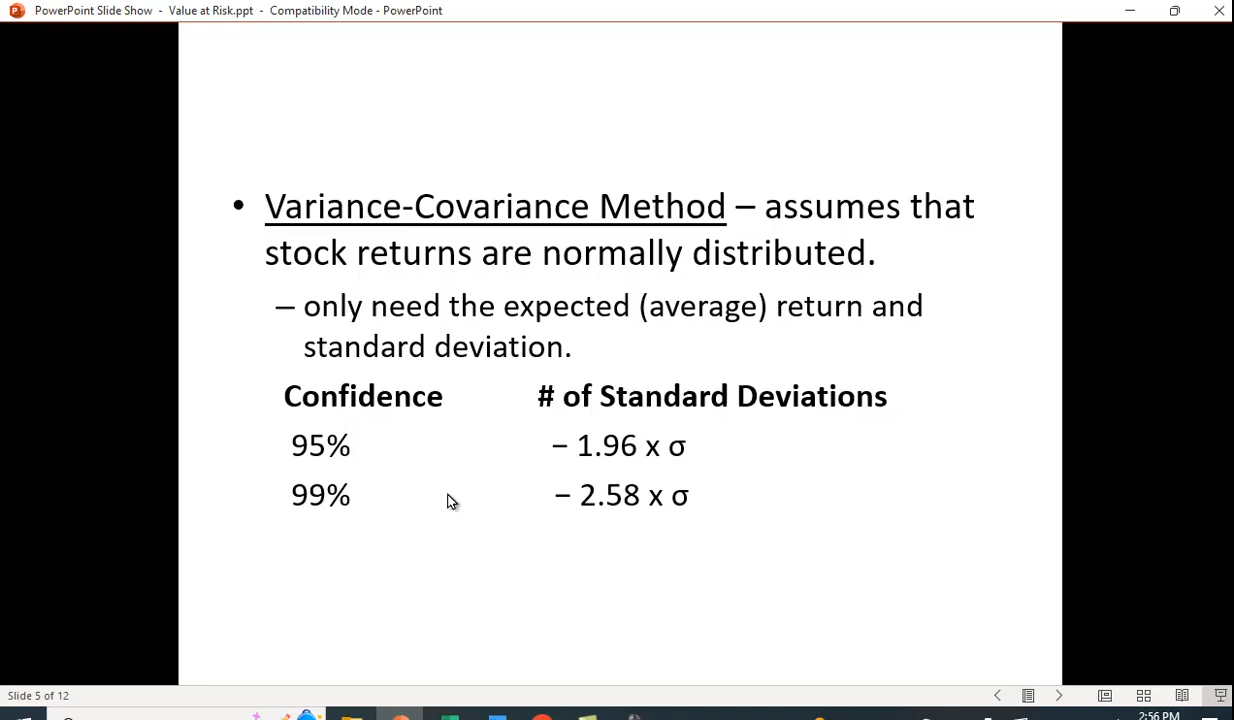 PowerPoint Slide Show - Value at Risk.ppt - Compatibility Mode - PowerPoint
• Variance-Covariance Method – assumes that
stock returns are normally distributed.
– only need the expected (average) return and
standard deviation.
Confidence # of Standard Deviations
95% − 1.96 x σ
99% − 2.58 x σ
Slide 5 of 12
2:56 PM